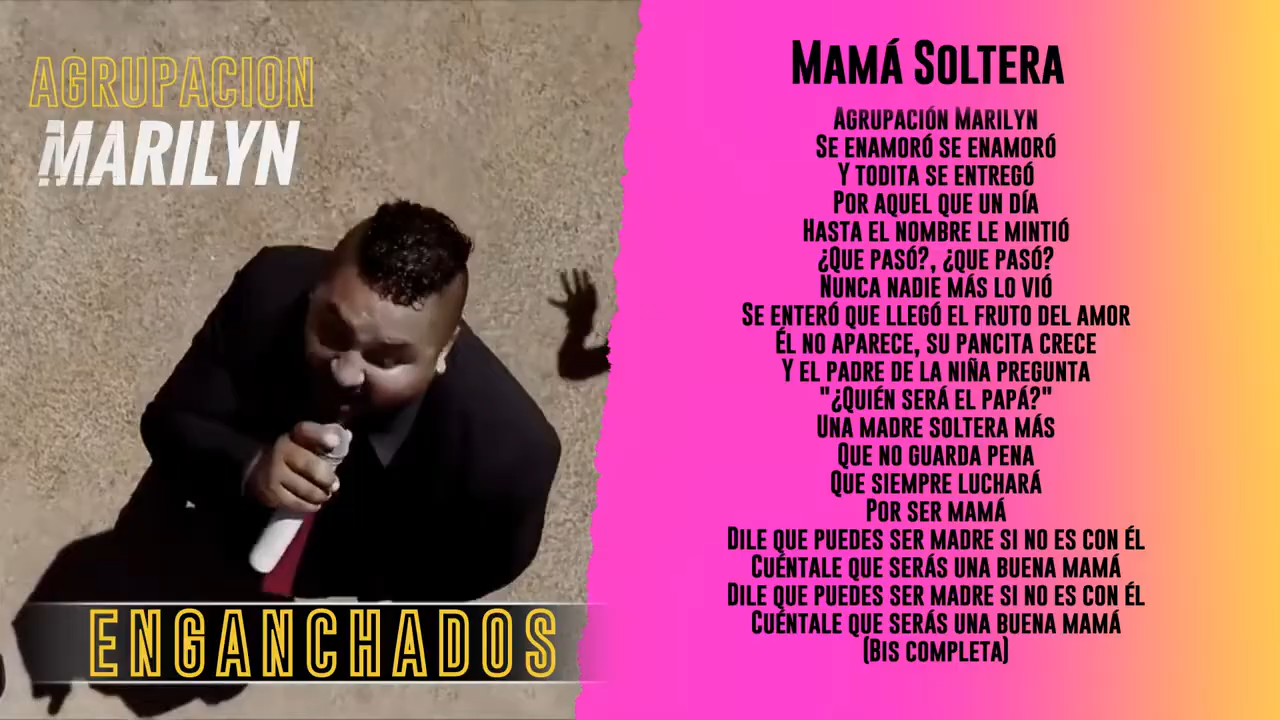 AGRUPACION
MARILYN
ENGANCHADOS
MAMÁ SOLTERA
AGRUPACIÓN MARILYN
SE ENAMORÓ SE ENAMORÓ
Y TODITA SE ENTREGÓ
POR AQUEL QUE UN DÍA
HASTA EL NOMBRE LE MINTIÓ
¿QUE PASÓ?, ¿QUE PASÓ?
NUNCA NADIE MÁS LO VIÓ
SE ENTERÓ QUE LLEGÓ EL FRUTO DEL AMOR
ÉL NO APARECE, SU PANCITA CRECE
Y EL PADRE DE LA NIÑA PREGUNTA
"¿QUIÉN SERÁ EL PAPÁ?"
UNA MADRE SOLTERA MÁS
QUE NO GUARDA PENA
QUE SIEMPRE LUCHARÁ
POR SER MAMÁ
DILE QUE PUEDES SER MADRE SI NO ES CON ÉL
CUÉNTALE QUE SERÁS UNA BUENA MAMÁ
DILE QUE PUEDES SER MADRE SI NO ES CON ÉL
CUÉNTALE QUE SERÁS UNA BUENA MAMÁ
(BIS COMPLETA)